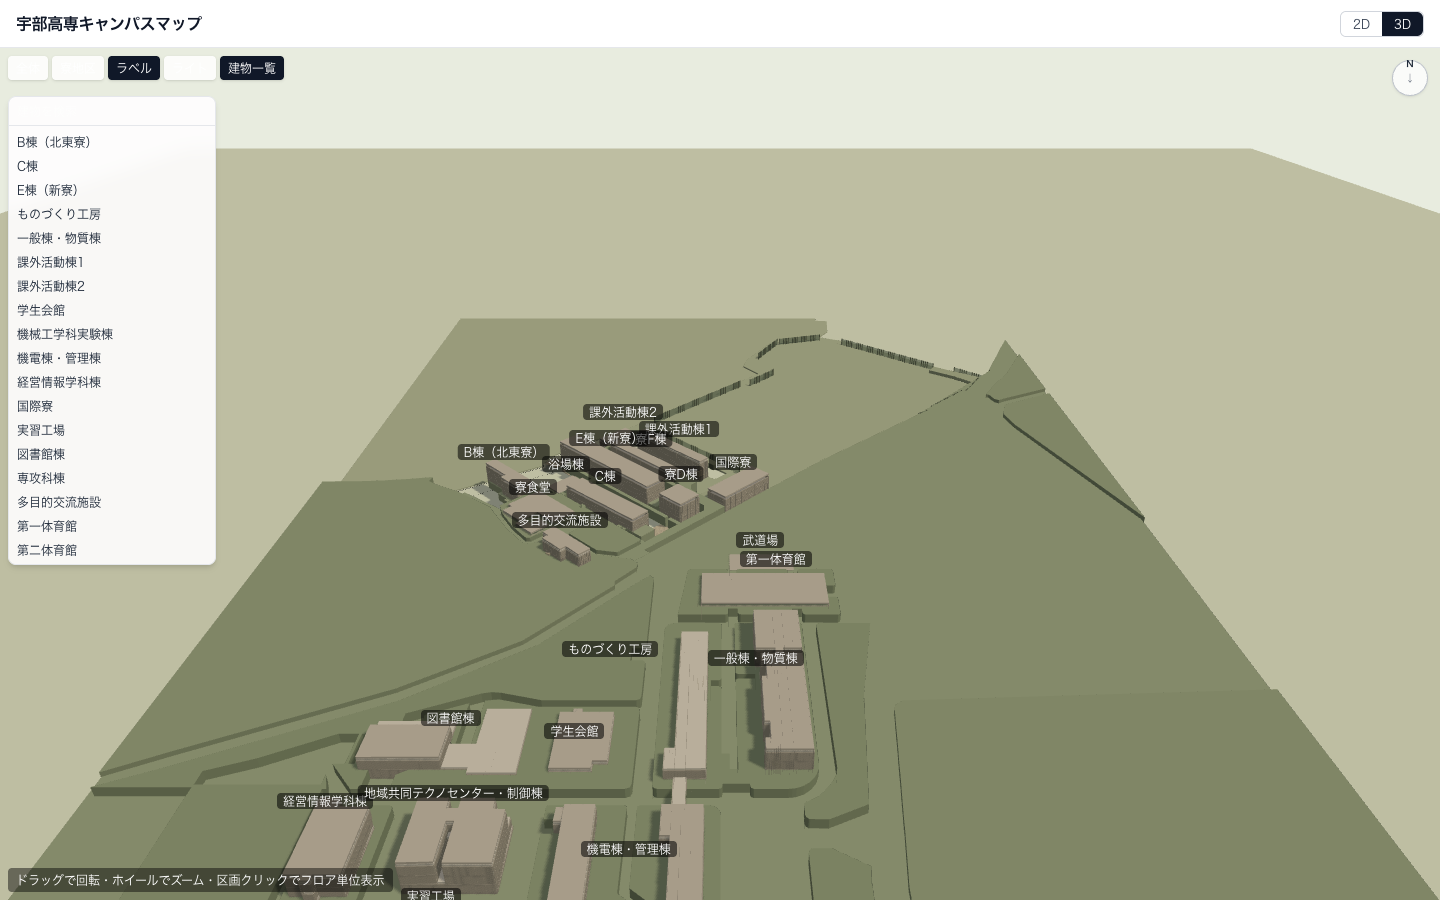 宇部高専キャンパスマップ
2D
3D
ラベル
建物一覧
N
↓
B棟（北東寮）
C棟
E棟（新寮）
ものづくり工房
一般棟・物質棟
課外活動棟1
課外活動棟2
学生会館
機械工学科実験棟
機電棟・管理棟
経営情報学科棟
国際寮
実習工場
図書館棟
専攻科棟
多目的交流施設
第一体育館
第二体育館
課外活動棟2
課外活動棟1
E棟（新寮）
寮F棟
B棟（北東寮）
浴場棟
国際寮
C棟
寮D棟
寮食堂
多目的交流施設
武道場
第一体育館
ものづくり工房
一般棟・物質棟
図書館棟
学生会館
地域共同テクノセンター・制御棟
経営情報学科棟
機電棟・管理棟
ドラッグで回転・ホイールでズーム・区画クリックでフロア単位表示
実習工場